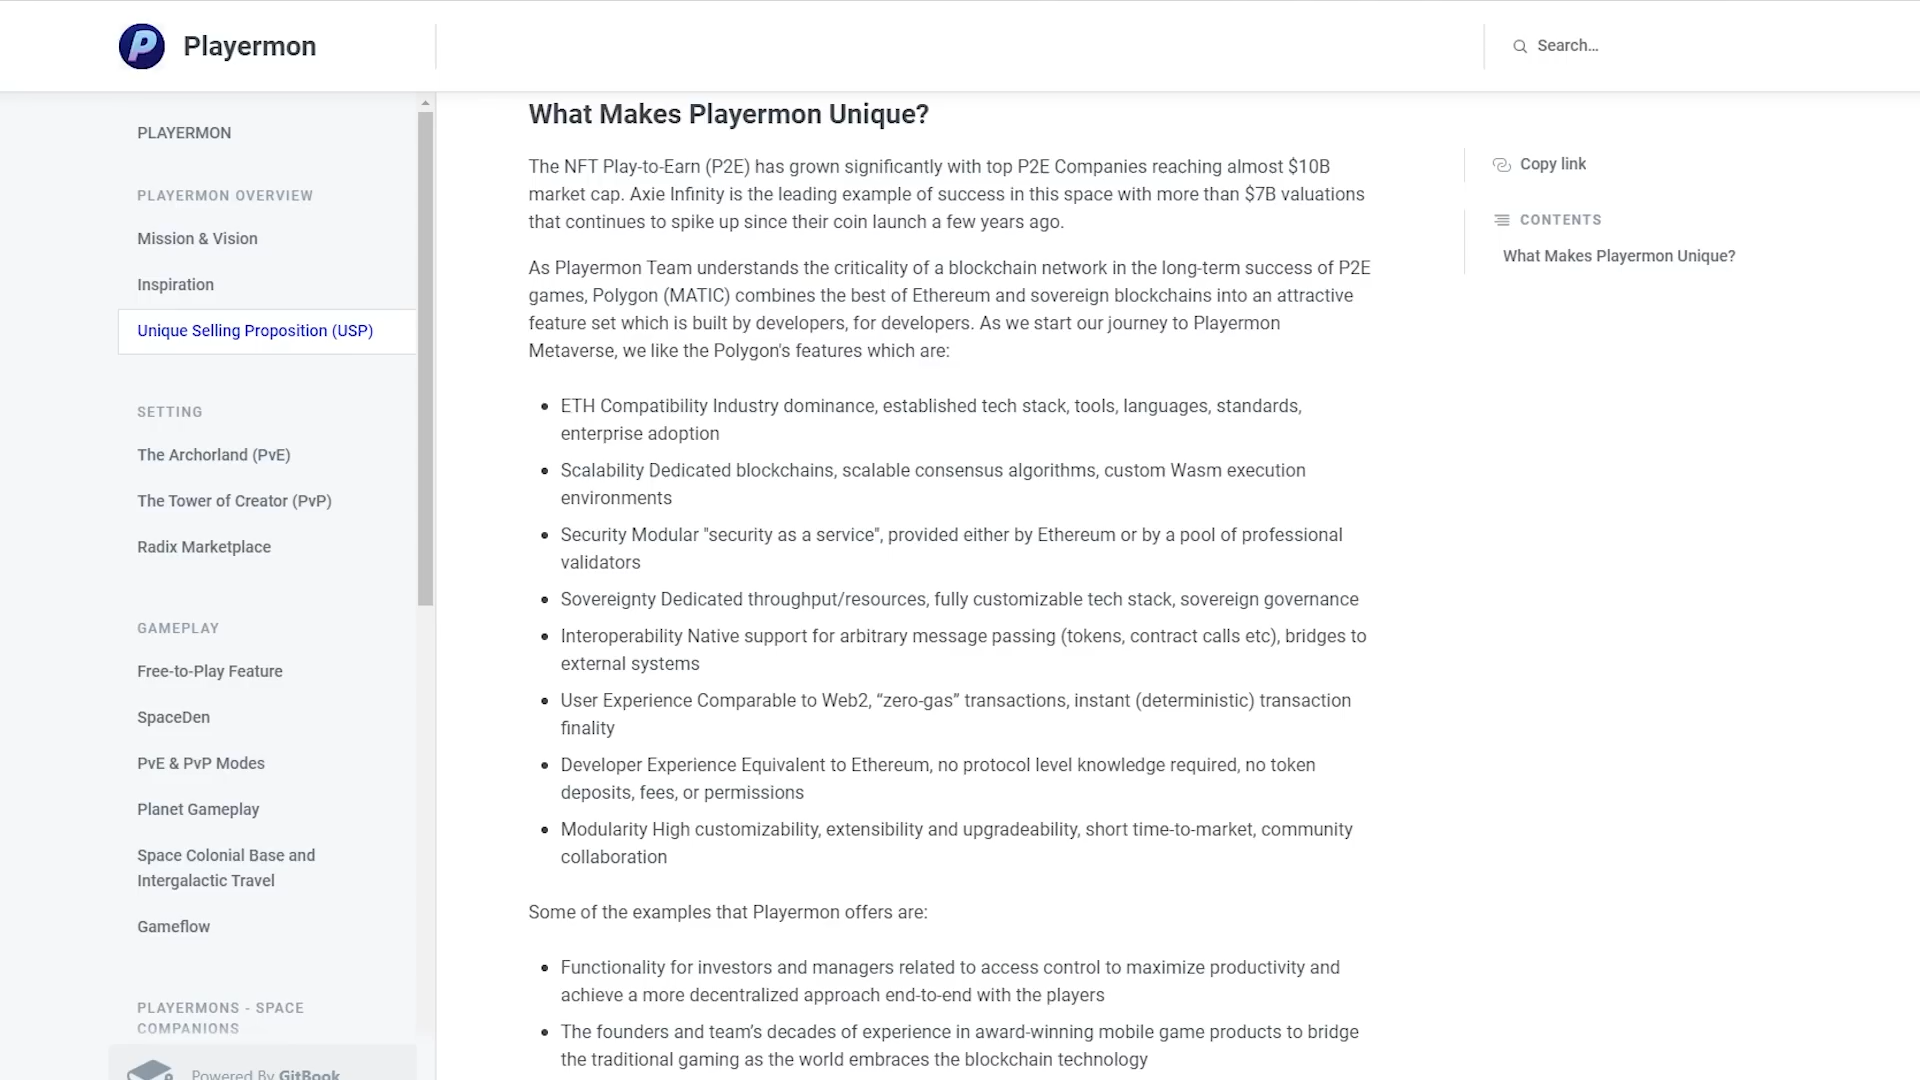 Playermon
Search...
PLAYERMON
PLAYERMON OVERVIEW
Mission & Vision
Inspiration
Unique Selling Proposition (USP)
SETTING
The Archorland (PvE)
The Tower of Creator (PvP)
Radix Marketplace
GAMEPLAY
Free-to-Play Feature
SpaceDen
PvE & PvP Modes
Planet Gameplay
Space Colonial Base and
Intergalactic Travel
Gameflow
PLAYERMONS - SPACE
COMPANIONS
Powered By GitBook
What Makes Playermon Unique?
The NFT Play-to-Earn (P2E) has grown significantly with top P2E Companies reaching almost $10B
market cap. Axie Infinity is the leading example of success in this space with more than $7B valuations
that continues to spike up since their coin launch a few years ago.
As Playermon Team understands the criticality of a blockchain network in the long-term success of P2E
games, Polygon (MATIC) combines the best of Ethereum and sovereign blockchains into an attractive
feature set which is built by developers, for developers. As we start our journey to Playermon
Metaverse, we like the Polygon's features which are:
• ETH Compatibility Industry dominance, established tech stack, tools, languages, standards,
enterprise adoption
• Scalability Dedicated blockchains, scalable consensus algorithms, custom Wasm execution
environments
• Security Modular "security as a service", provided either by Ethereum or by a pool of professional
validators
• Sovereignty Dedicated throughput/resources, fully customizable tech stack, sovereign governance
• Interoperability Native support for arbitrary message passing (tokens, contract calls etc), bridges to
external systems
• User Experience Comparable to Web2, “zero-gas” transactions, instant (deterministic) transaction
finality
• Developer Experience Equivalent to Ethereum, no protocol level knowledge required, no token
deposits, fees, or permissions
• Modularity High customizability, extensibility and upgradeability, short time-to-market, community
collaboration
Some of the examples that Playermon offers are:
• Functionality for investors and managers related to access control to maximize productivity and
achieve a more decentralized approach end-to-end with the players
• The founders and team’s decades of experience in award-winning mobile game products to bridge
the traditional gaming as the world embraces the blockchain technology
Copy link
CONTENTS
What Makes Playermon Unique?